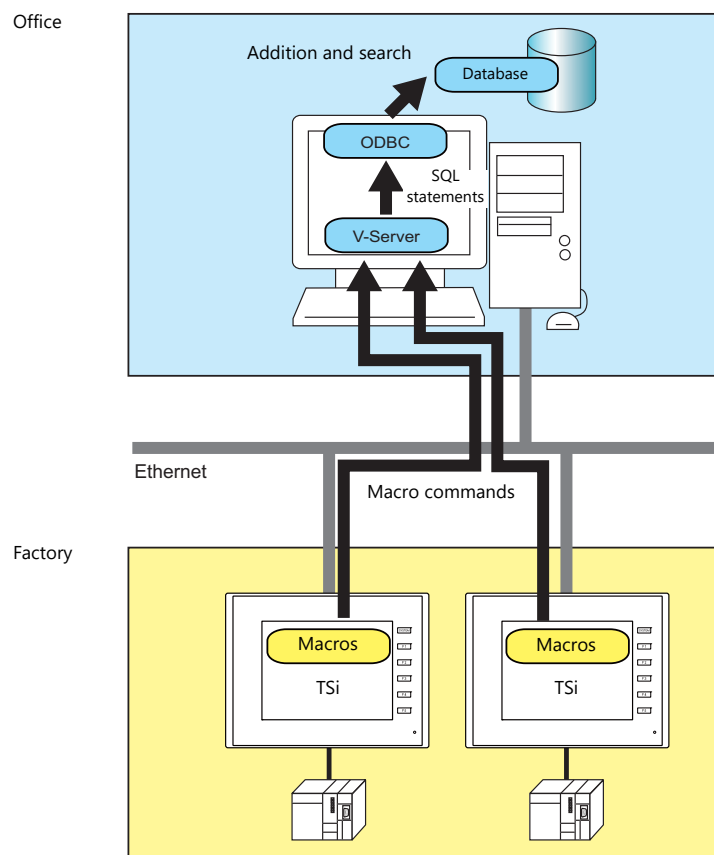 Office
Addition and search
Database
ODBC
SQL
statements
V-Server
Ethernet
Macro commands
Factory
Macros
TSi
Macros
TSi